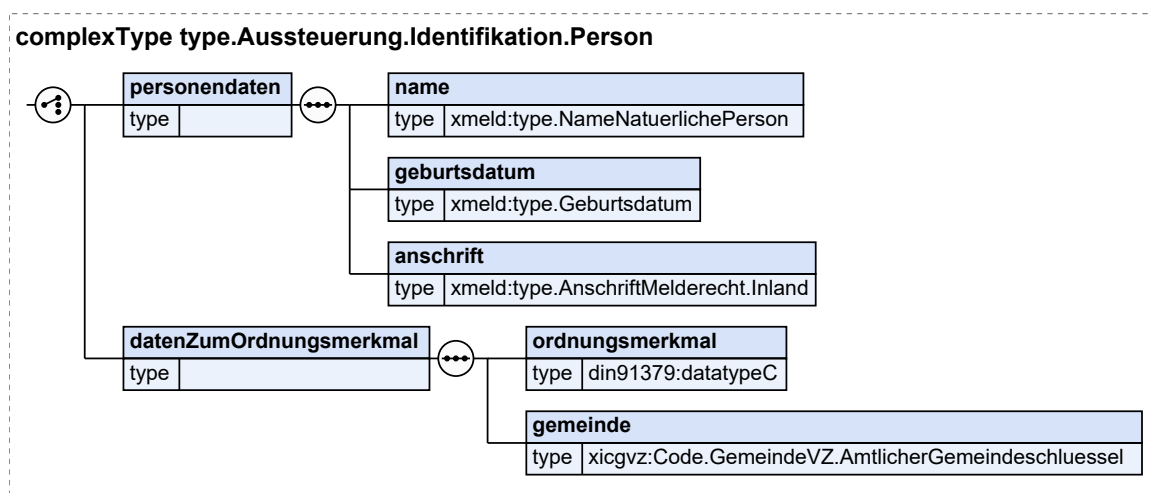 complexType type.Aussteuerung.Identifikation.Person
personendaten
type
name
type xmeld:type.NameNatuerlichePerson
geburtsdatum
type xmeld:type.Geburtsdatum
anschrift
type xmeld:type.AnschriftMelderecht.Inland
datenZumOrdnungsmerkmal
type
ordnungsmerkmal
type din91379:datatypeC
gemeinde
type xicgvz:Code.GemeindeVZ.AmtlicherGemeindeschluessel